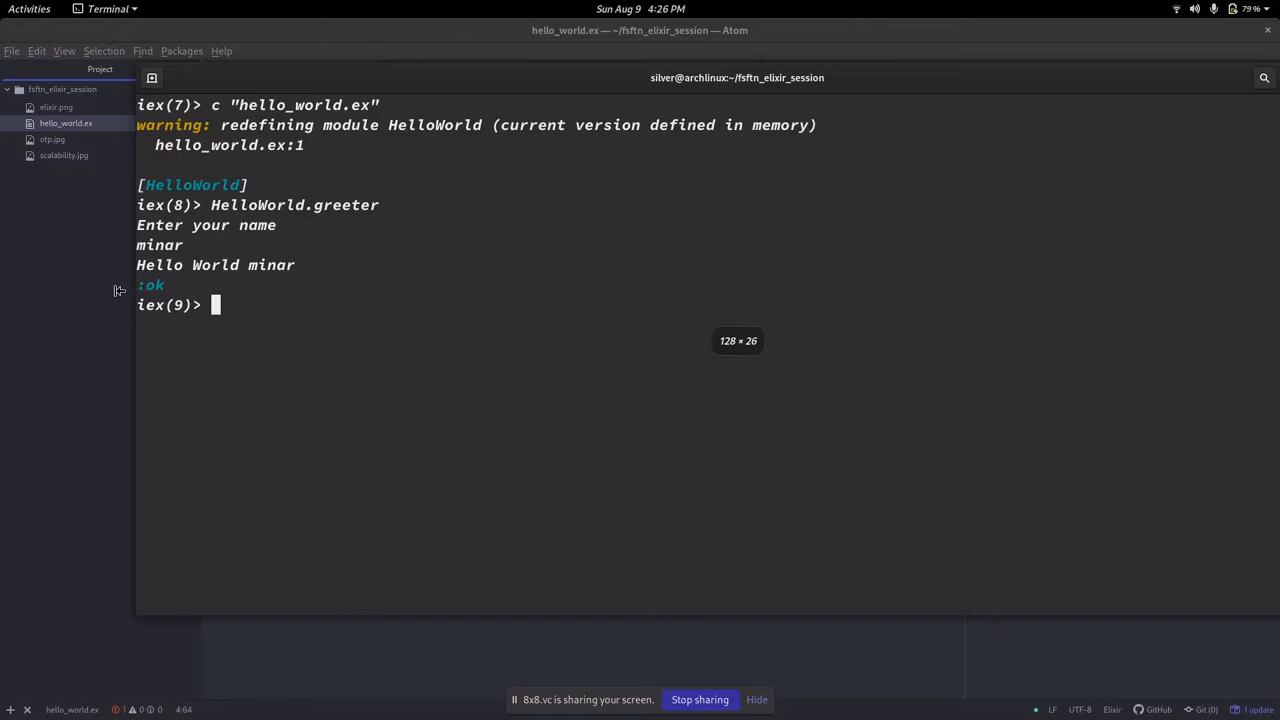 Activities
Terminal
Sun Aug 9 4:26 PM
79 %
hello_world.ex — ~/fsftn_elixir_session — Atom
File Edit View Selection Find Packages Help
Project
fsftn_elixir_session
elixir.png
hello_world.ex
otp.jpg
scalability.jpg
silver@archlinux:~/fsftn_elixir_session
iex(7)> c "hello_world.ex"
warning: redefining module HelloWorld (current version defined in memory)
hello_world.ex:1
[HelloWorld]
iex(8)> HelloWorld.greeter
Enter your name
minar
Hello World minar
:ok
iex(9)>
128 × 26
8x8.vc is sharing your screen.
Stop sharing
Hide
hello_world.ex 1 0 0 4:64
LF UTF-8 Elixir GitHub Git (0) 1 update